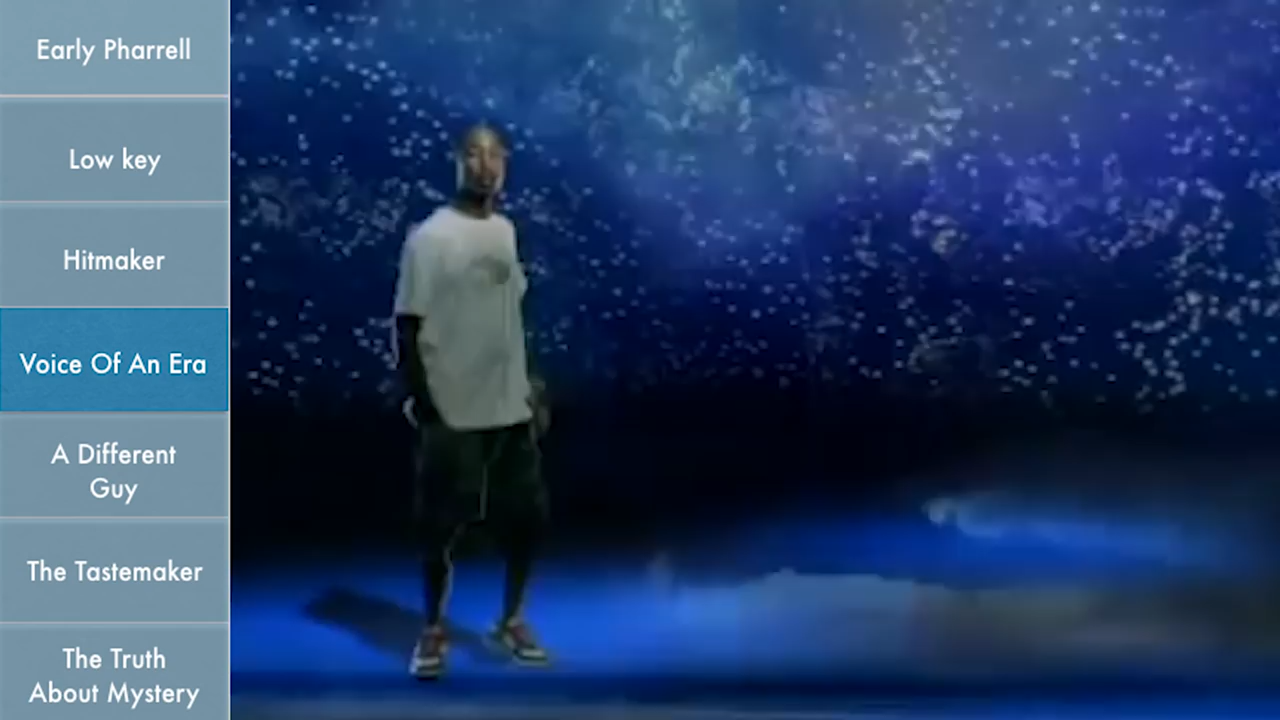 Early Pharrell
Low key
Hitmaker
Voice Of An Era
A Different
Guy
The Tastemaker
The Truth
About Mystery